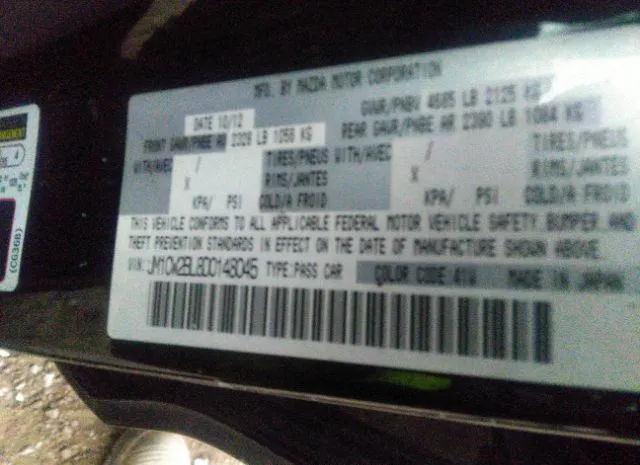 MFD. BY MAZDA MOTOR CORPORATION
DATE 10/12 GVWR/PNBV 4685 LB 2125 KG
FRONT GAWR/PNBE AV 2329 LB 1056 KG REAR GAWR/PNBE AR 2390 LB 1084 KG
WITH/AVEC / TIRES/PNEUS WITH/AVEC / TIRES/PNEUS
X RIMS/JANTES X RIMS/JANTES
KPA/ PSI COLD/A FROID KPA/ PSI COLD/A FROID
THIS VEHICLE CONFORMS TO ALL APPLICABLE FEDERAL MOTOR VEHICLE SAFETY, BUMPER AND
THEFT PREVENTION STANDARDS IN EFFECT ON THE DATE OF MANUFACTURE SHOWN ABOVE.
VIN: JM1CW2BL8D0148045 TYPE:PASS CAR COLOR CODE 41W MADE IN JAPAN
4
(CG36B)